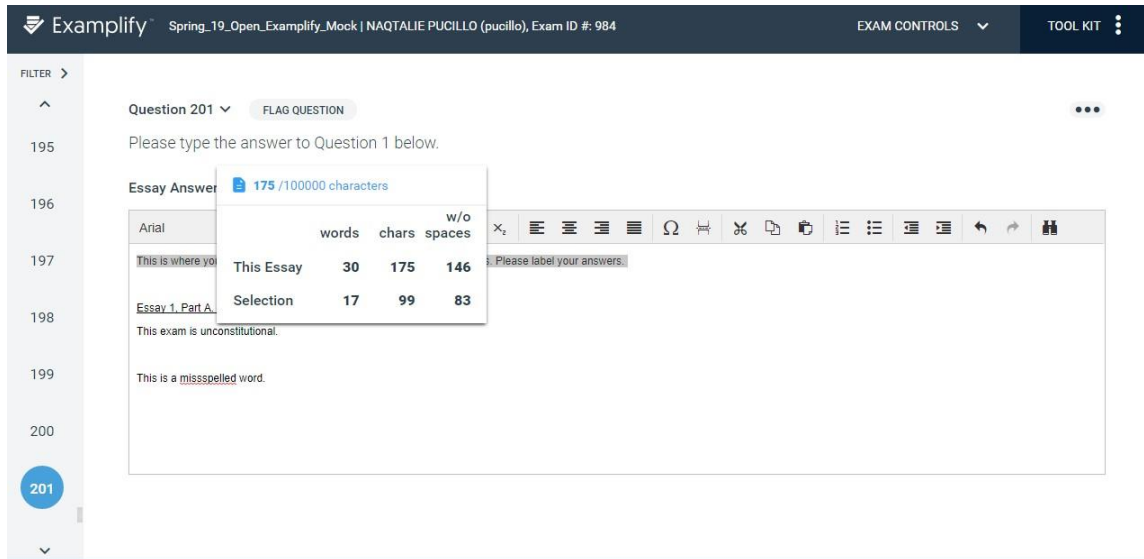 Examplify Spring_19_Open_Examplify_Mock | NAQTALIE PUCILLO (pucillo), Exam ID #: 984 EXAM CONTROLS TOOL KIT
FILTER
195
196
197
198
199
200
201
Question 201 FLAG QUESTION
Please type the answer to Question 1 below.
Essay Answer
175 /100000 characters
words chars w/o spaces
This Essay 30 175 146
Selection 17 99 83
Arial
This is where you s. Please label your answers.
Essay 1, Part A.
This exam is unconstitutional.
This is a missspelled word.